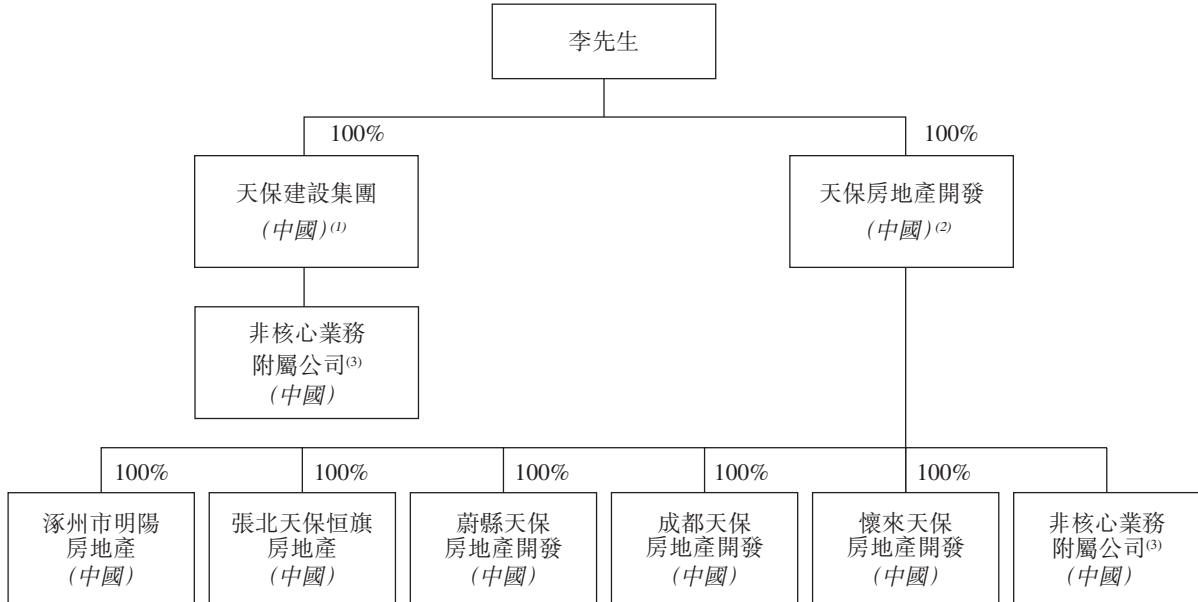 李先生
100%
100%
天保建設集團
(中國)(1)
天保房地產開發
(中國)(2)
非核心業務
附屬公司(3)
(中國)
100%
100%
100%
100%
100%
涿州市明陽
房地產
(中國)
張北天保恒旗
房地產
(中國)
蔚縣天保
房地產開發
(中國)
成都天保
房地產開發
(中國)
懷來天保
房地產開發
(中國)
非核心業務
附屬公司(3)
(中國)